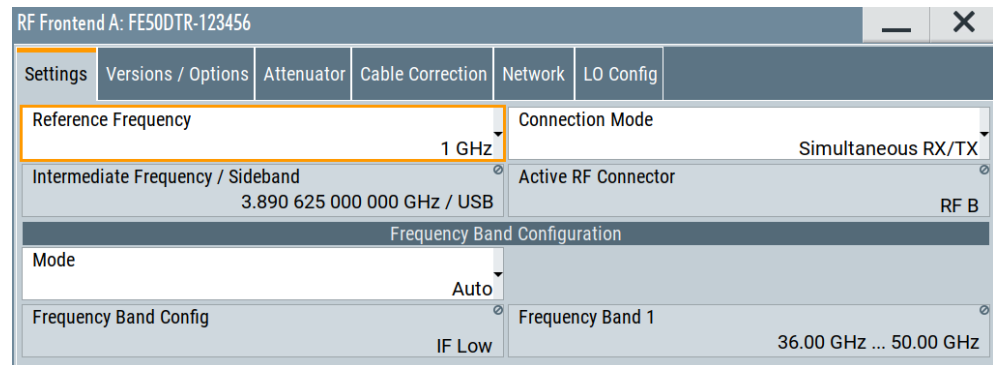 RF Frontend A: FE50DTR-123456
Settings Versions / Options Attenuator Cable Correction Network LO Config
Reference Frequency
1 GHz
Connection Mode
Simultaneous RX/TX
Intermediate Frequency / Sideband
3.890 625 000 000 GHz / USB
Active RF Connector
RF B
Frequency Band Configuration
Mode
Auto
Frequency Band Config
IF Low
Frequency Band 1
36.00 GHz ... 50.00 GHz